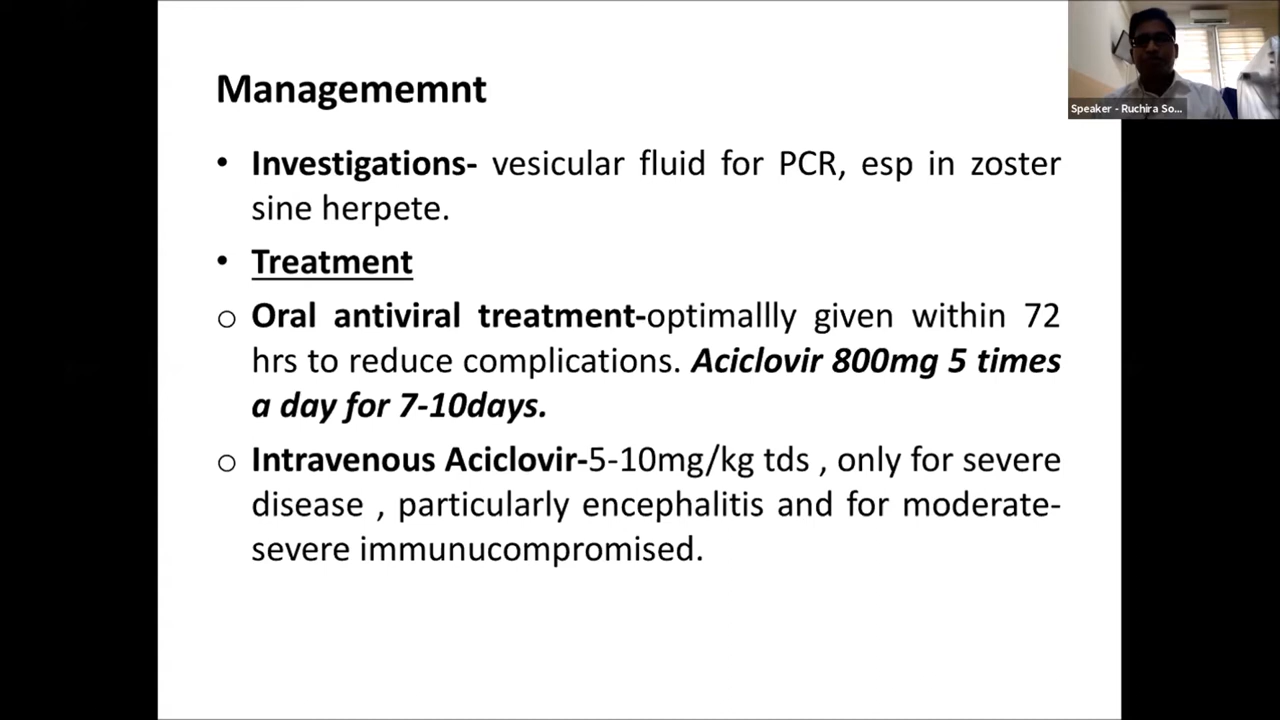 Managememnt
• Investigations- vesicular fluid for PCR, esp in zoster
sine herpete.
• Treatment
o Oral antiviral treatment-optimallly given within 72
hrs to reduce complications. Aciclovir 800mg 5 times
a day for 7-10days.
o Intravenous Aciclovir-5-10mg/kg tds , only for severe
disease , particularly encephalitis and for moderate-
severe immunucompromised.
Speaker - Ruchira So...